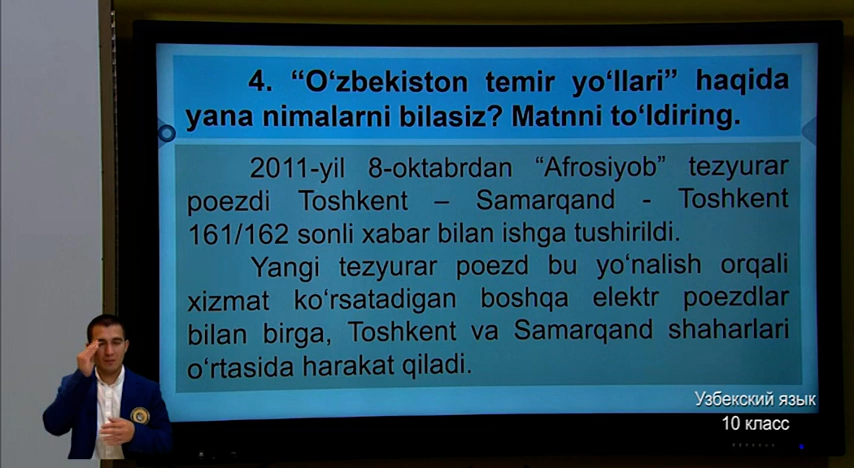 4. “O‘zbekiston temir yo‘llari” haqida
yana nimalarni bilasiz? Matnni to‘ldiring.
2011-yil 8-oktabrdan “Afrosiyob” tezyurar
poezdi Toshkent – Samarqand - Toshkent
161/162 sonli xabar bilan ishga tushirildi.
Yangi tezyurar poezd bu yo‘nalish orqali
xizmat ko‘rsatadigan boshqa elektr poezdlar
bilan birga, Toshkent va Samarqand shaharlari
o‘rtasida harakat qiladi.
Узбекский язык
10 класс